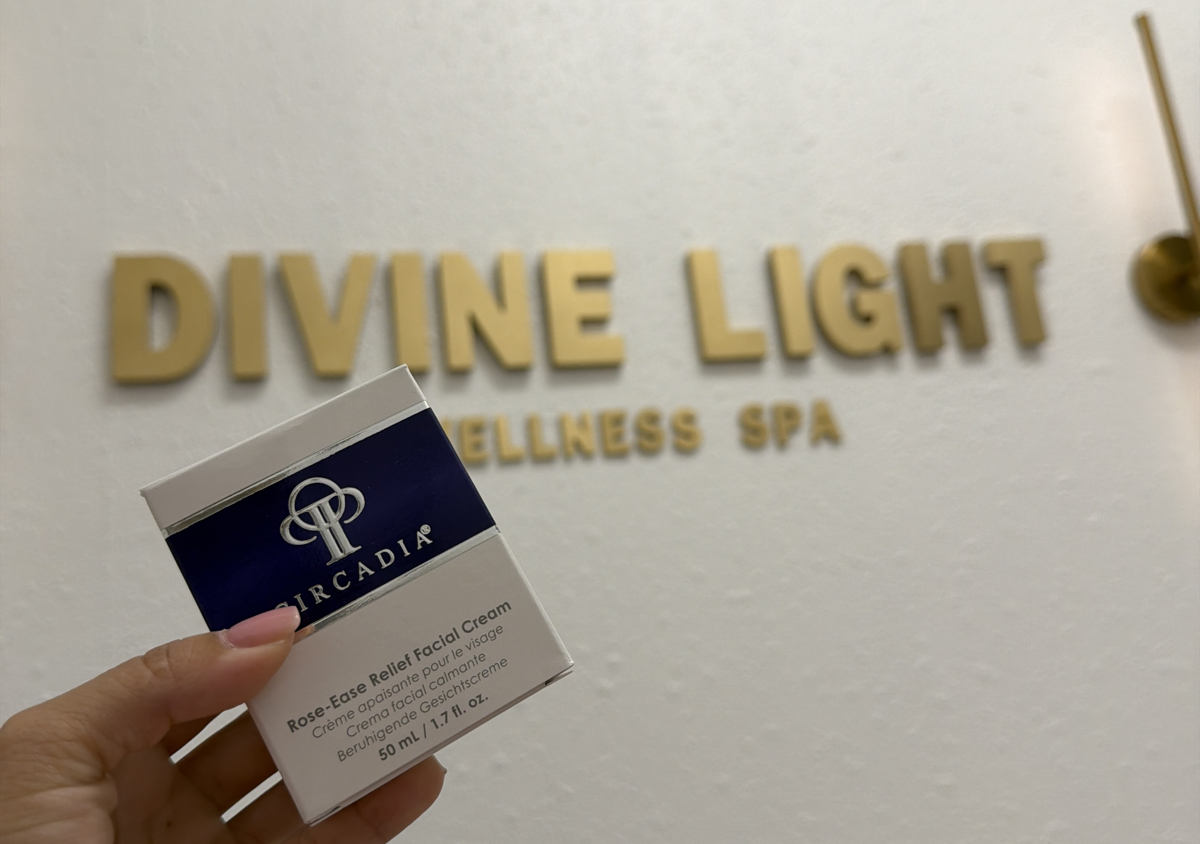 DIVINE LIGHT
WELLNESS SPA
CIRCADIA®
Rose-Ease Relief Facial Cream
Crème apaisante pour le visage
Crema facial calmante
Beruhigende Gesichtscreme
50 mL / 1.7 fl. oz.